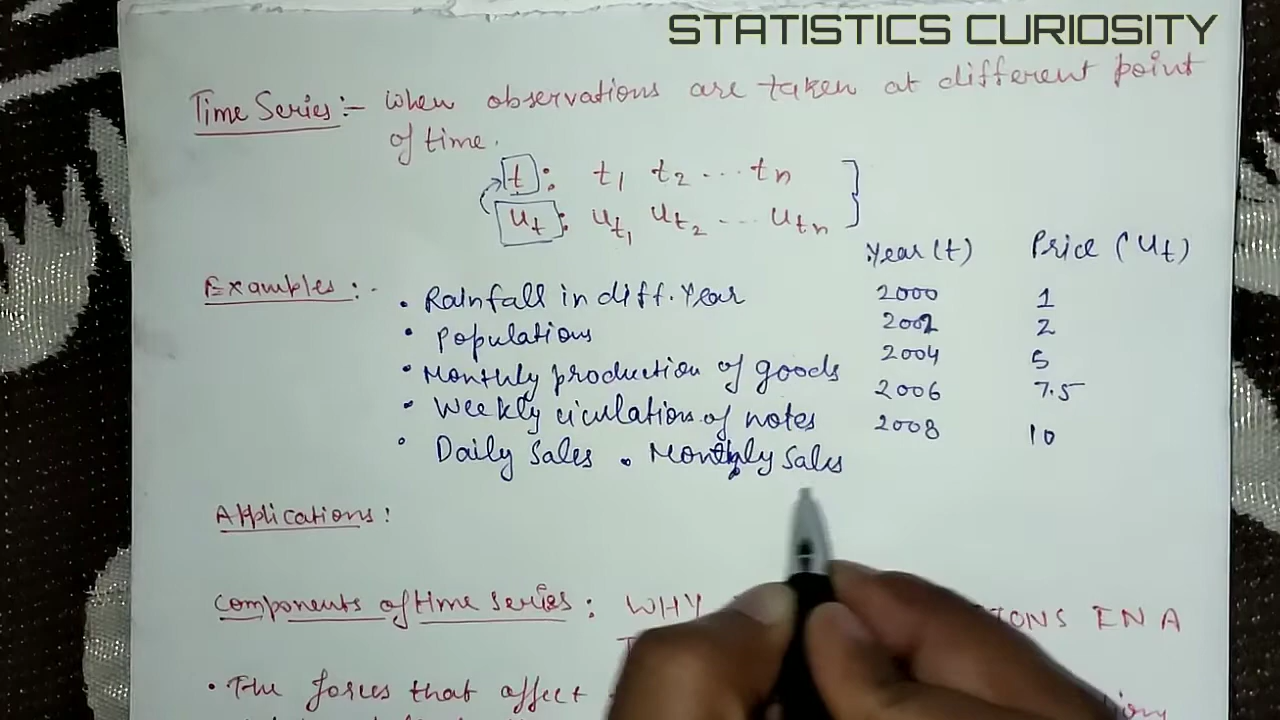 STATISTICS CURIOSITY
Time Series :- When observations are taken at different point
of time.
t : t1 t2 ... tn
ut : ut1 ut2 ... utn
Year (t) Price (ut)
Examples :- • Rainfall in diff. Year
• Populations
• Monthly production of goods
• Weekly ciculation of notes
• Daily Sales • Monthly Sales
2000 1
2002 2
2004 5
2006 7.5
2008 10
Applications :
Components of time series : WHY IN A
• The forces that affect